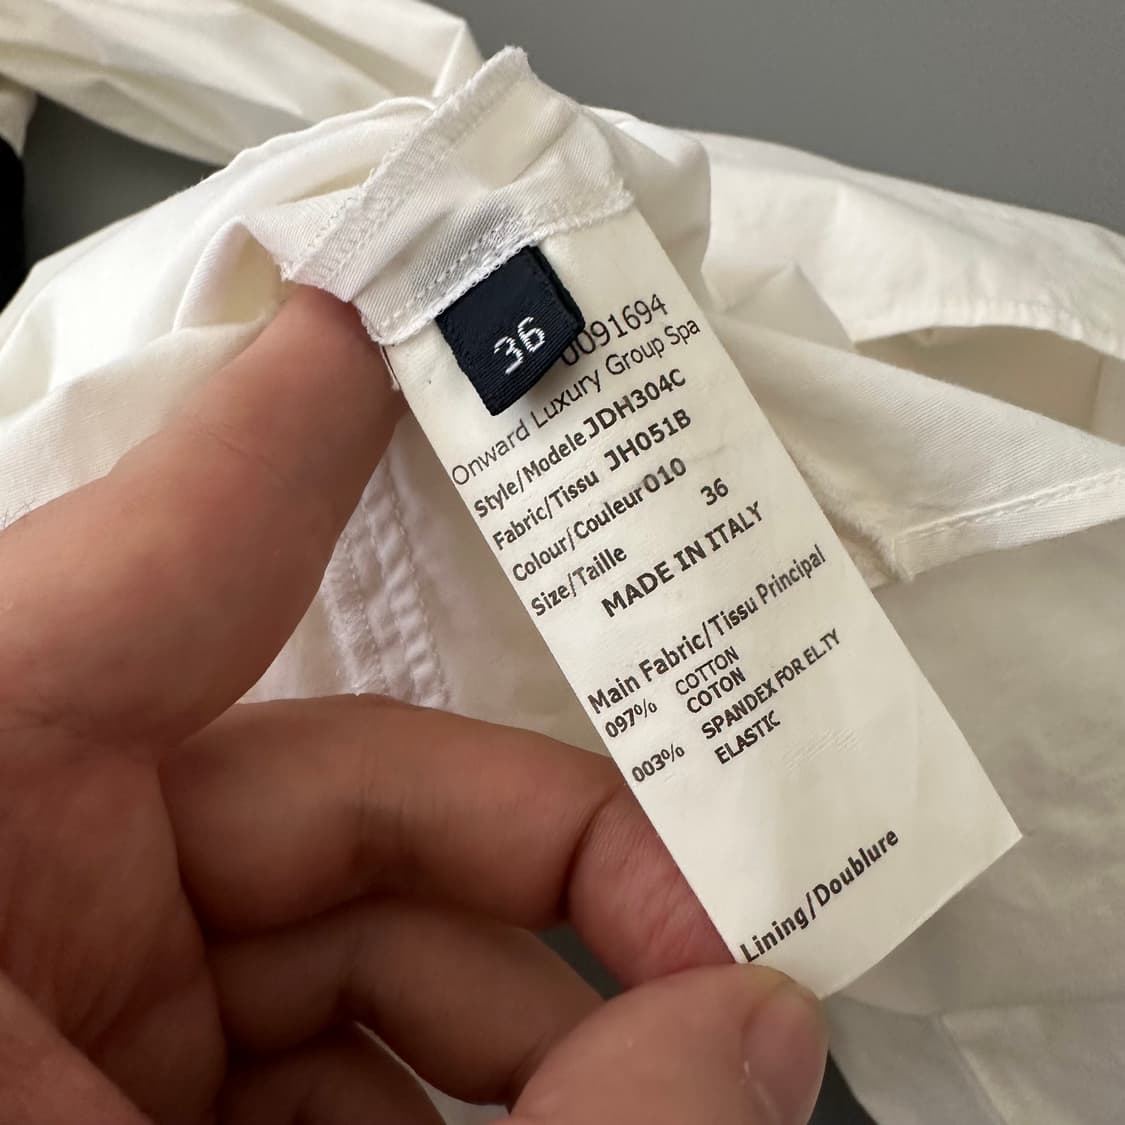 36
0091694
Onward Luxury Group Spa
Style/Modele JDH304C
Fabric/Tissu JH051B
Colour/Couleur 010
Size/Taille 36
MADE IN ITALY
Main Fabric/Tissu Principal
097% COTTON
COTON
003% SPANDEX FOR EL.TY
ELASTIC
Lining/Doublure